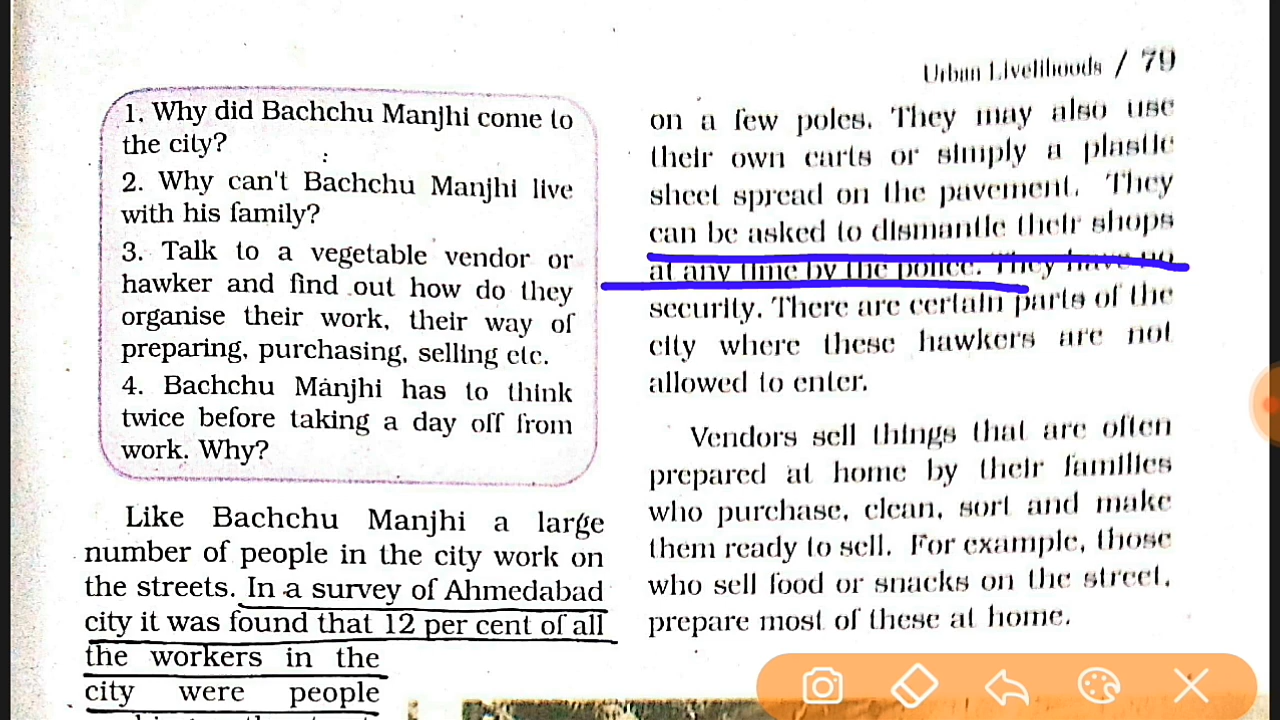 Urban Livelihoods / 79
1. Why did Bachchu Manjhi come to
the city?
2. Why can't Bachchu Manjhi live
with his family?
3. Talk to a vegetable vendor or
hawker and find out how do they
organise their work, their way of
preparing, purchasing, selling etc.
4. Bachchu Manjhi has to think
twice before taking a day off from
work. Why?
Like Bachchu Manjhi a large
number of people in the city work on
the streets. In a survey of Ahmedabad
city it was found that 12 per cent of all
the workers in the
city were people
on a few poles. They may also use
their own carts or simply a plastic
sheet spread on the pavement. They
can be asked to dismantle their shops
at any time by the police. They have no
security. There are certain parts of the
city where these hawkers are not
allowed to enter.
Vendors sell things that are often
prepared at home by their families
who purchase, clean, sort and make
them ready to sell. For example, those
who sell food or snacks on the street,
prepare most of these at home.